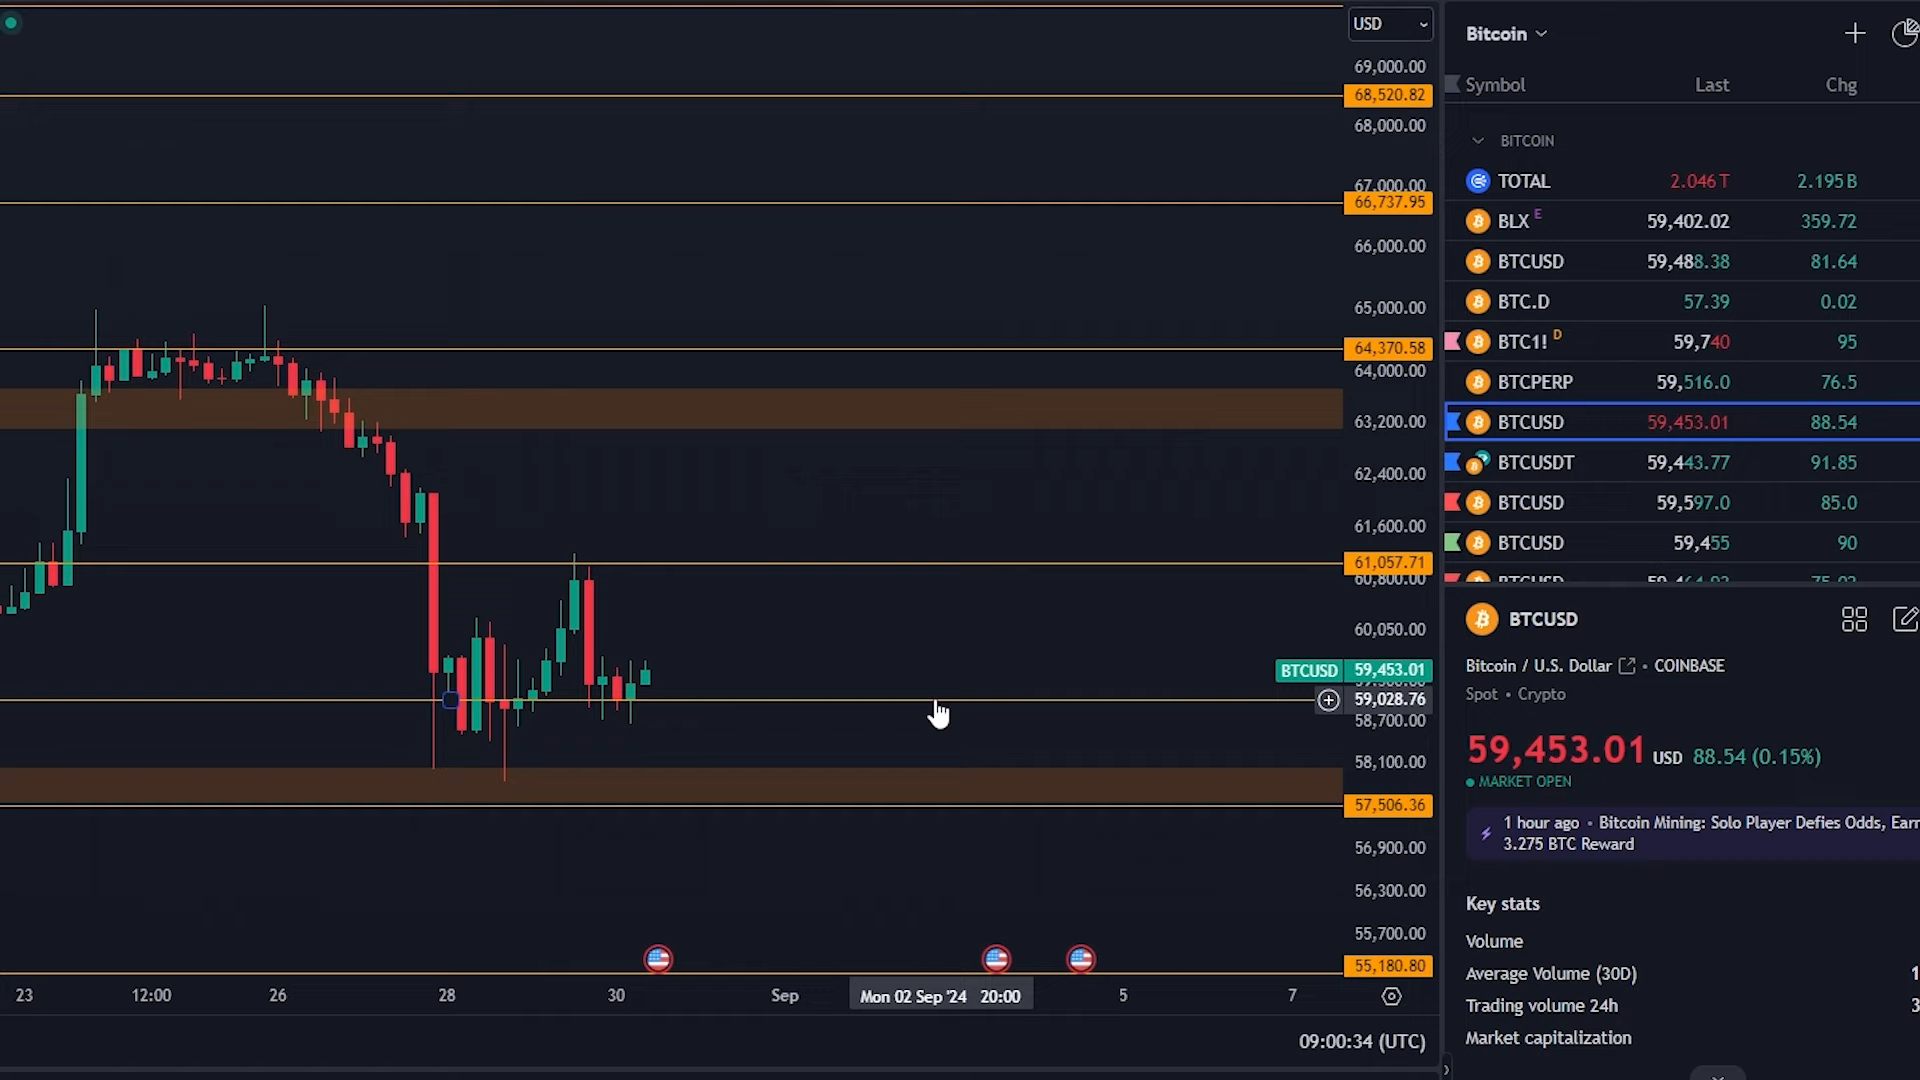 USD
69,000.00
68,520.82
68,000.00
67,000.00
66,737.95
66,000.00
65,000.00
64,370.58
64,000.00
63,200.00
62,400.00
61,600.00
61,057.71
60,800.00
60,050.00
BTCUSD 59,453.01
59,028.76
58,700.00
58,100.00
57,506.36
56,900.00
56,300.00
55,700.00
55,180.80
23 12:00 26 28 30 Sep Mon 02 Sep '24 20:00 5 7
09:00:34 (UTC)
Bitcoin
Symbol Last Chg
BITCOIN
TOTAL 2.046 T 2.195 B
BLX E 59,402.02 359.72
BTCUSD 59,488.38 81.64
BTC.D 57.39 0.02
BTC1! D 59,740 95
BTCPERP 59,516.0 76.5
BTCUSD 59,453.01 88.54
BTCUSDT 59,443.77 91.85
BTCUSD 59,597.0 85.0
BTCUSD 59,455 90
BTCUSD
Bitcoin / U.S. Dollar • COINBASE
Spot • Crypto
59,453.01 USD 88.54 (0.15%)
MARKET OPEN
1 hour ago • Bitcoin Mining: Solo Player Defies Odds, Earn
3.275 BTC Reward
Key stats
Volume
Average Volume (30D)
Trading volume 24h
Market capitalization